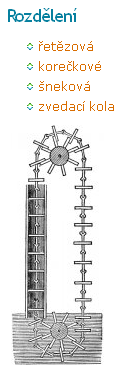 Rozdělení
řetězová
korečkové
šneková
zvedací kola